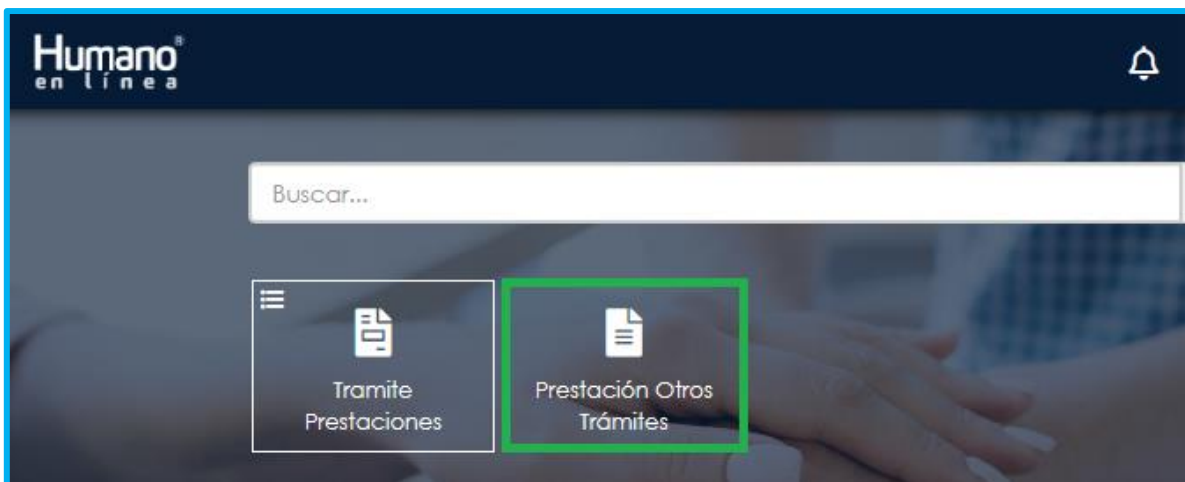 Humano®
en línea
Buscar...
Tramite
Prestaciones
Prestación Otros
Trámites